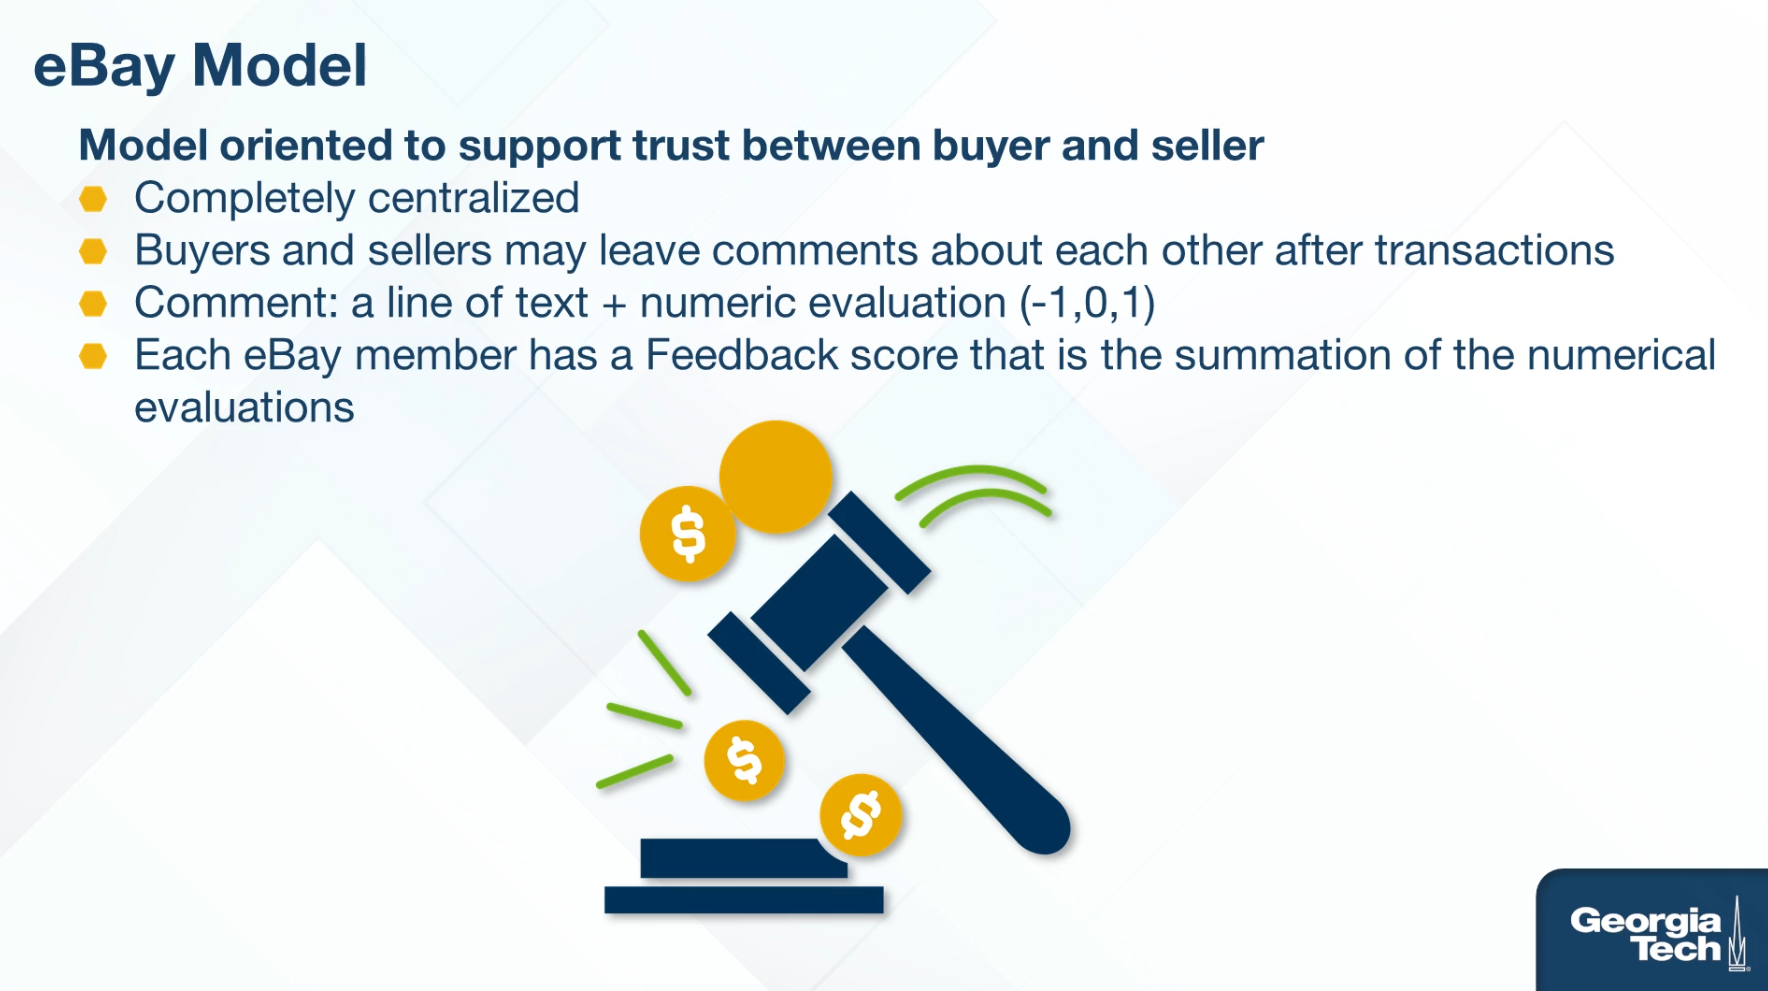 eBay Model
Model oriented to support trust between buyer and seller
Completely centralized
Buyers and sellers may leave comments about each other after transactions
Comment: a line of text + numeric evaluation (-1,0,1)
Each eBay member has a Feedback score that is the summation of the numerical
evaluations
$
$
$
Georgia
Tech